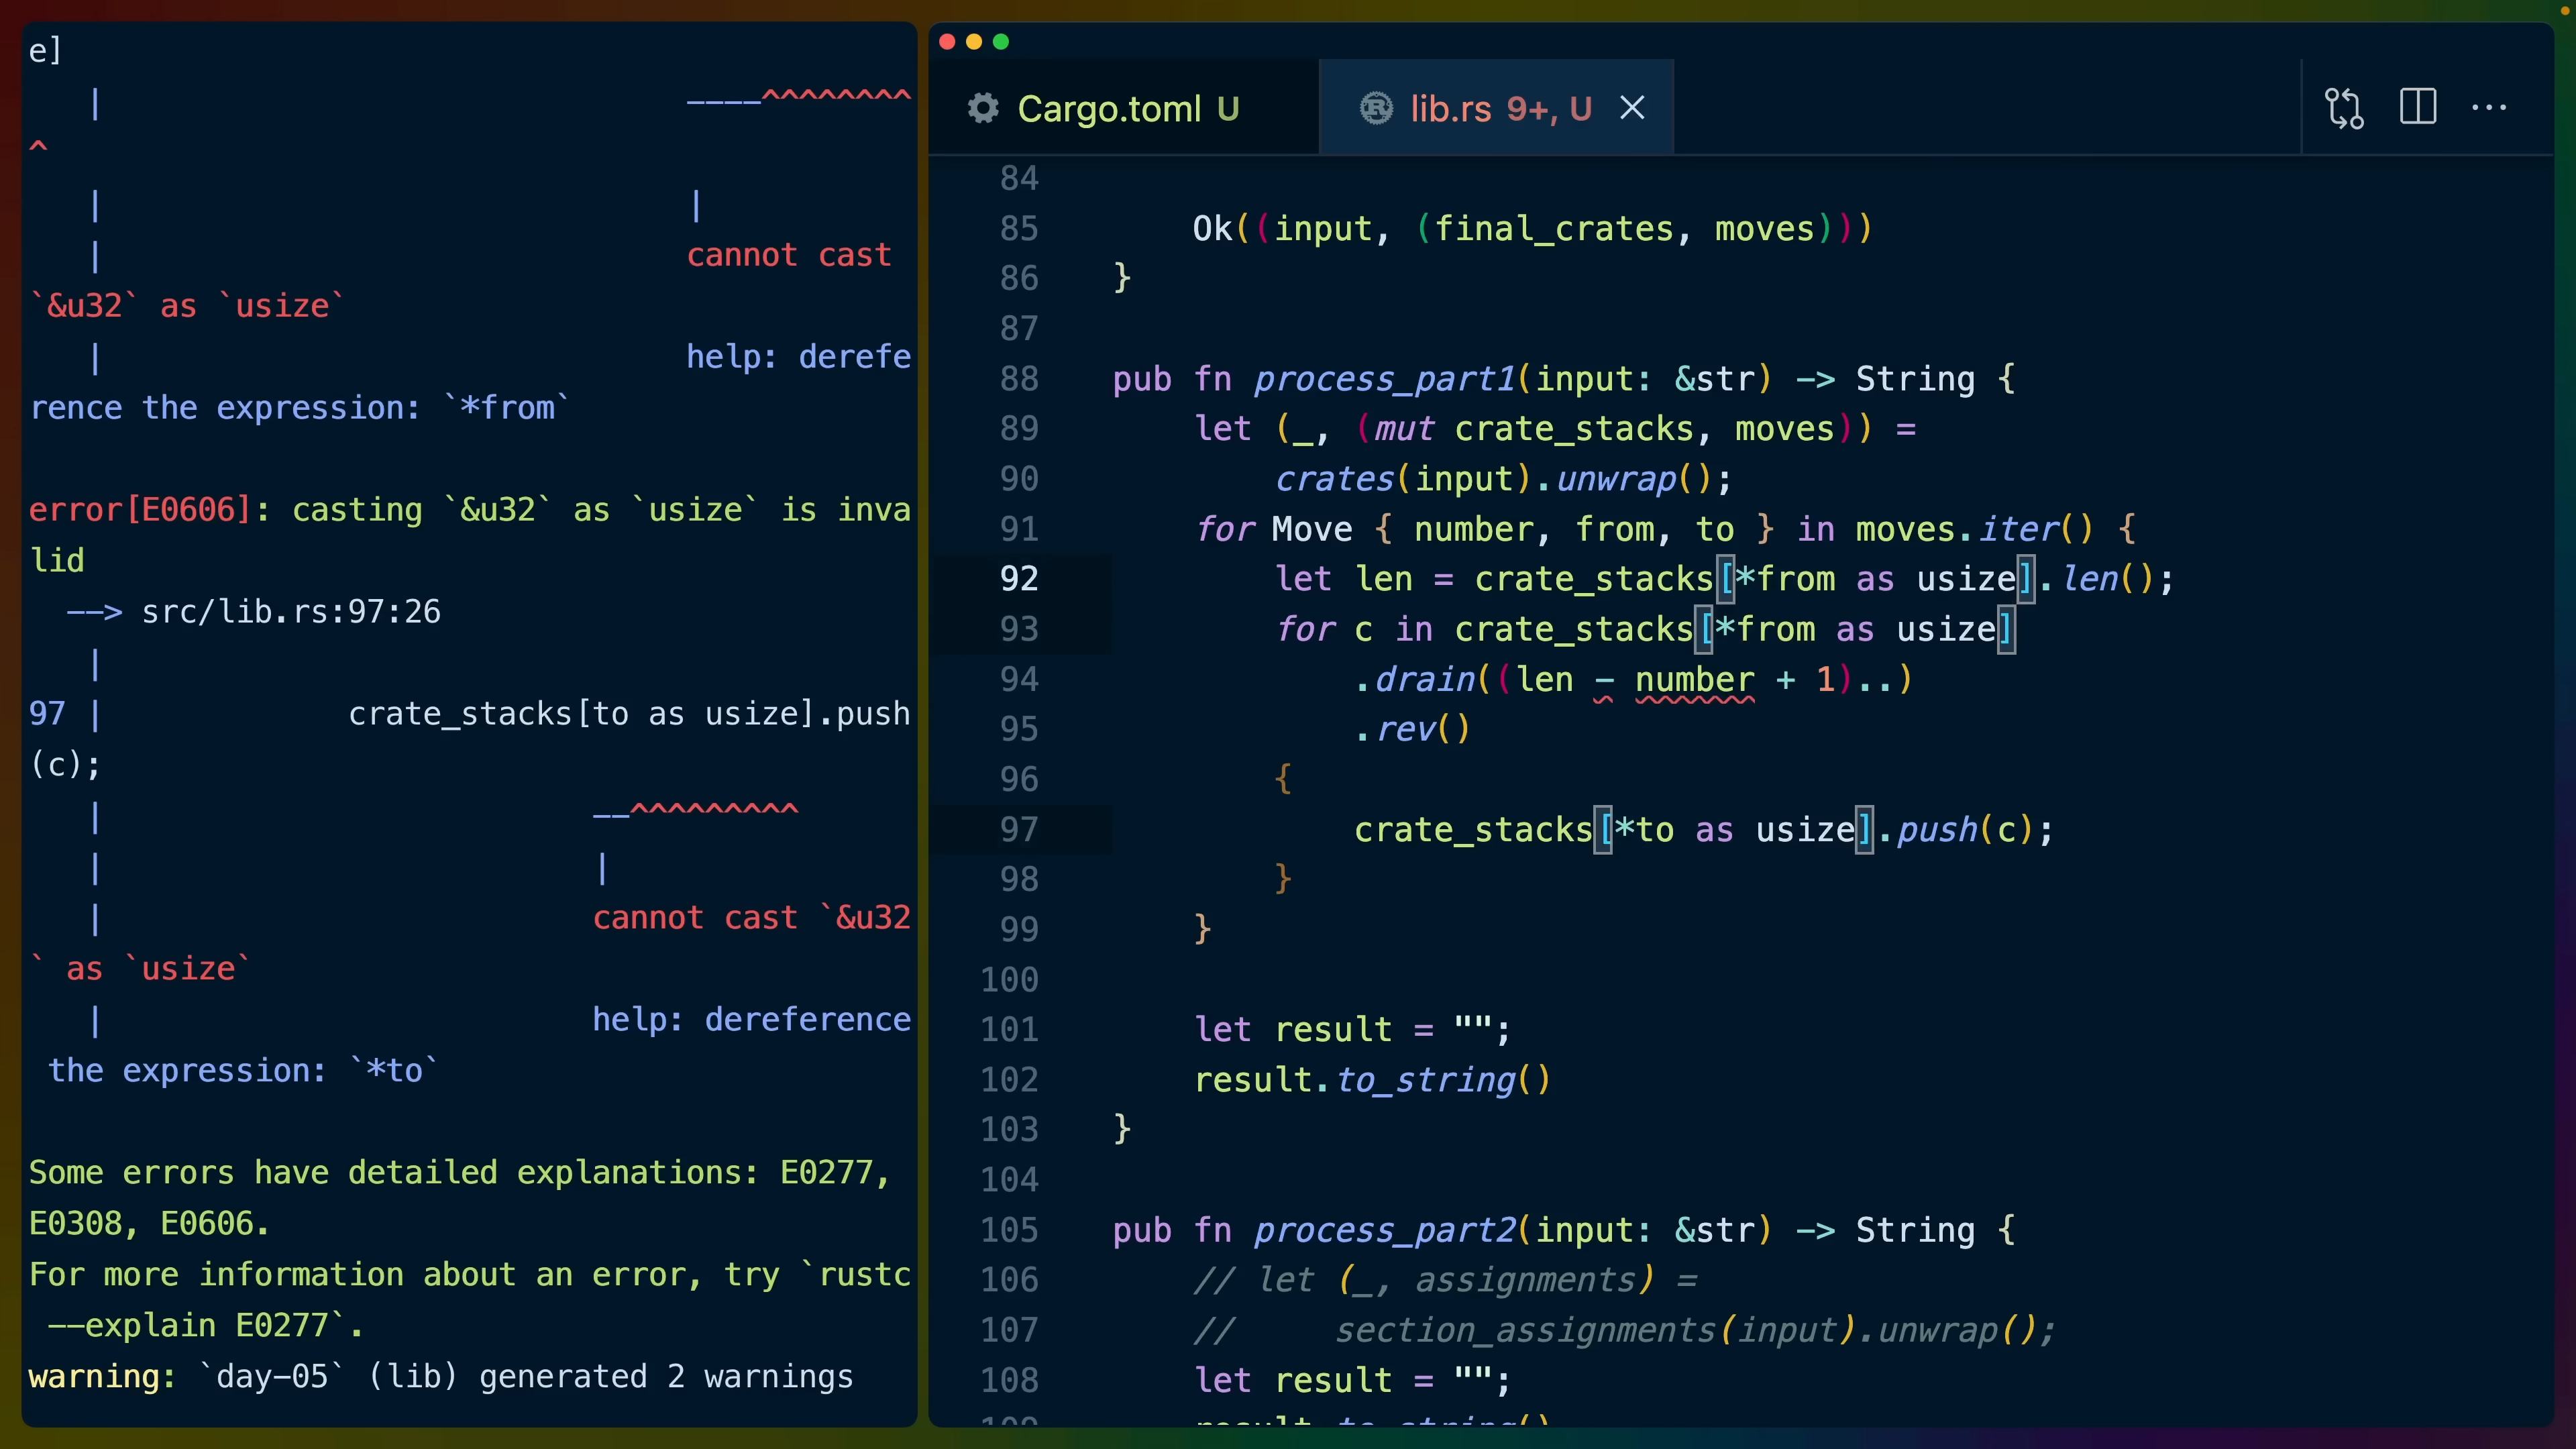 e]
| ----^^^^^^^^
^
| |
| cannot cast
`&u32` as `usize`
| help: derefe
rence the expression: `*from`
error[E0606]: casting `&u32` as `usize` is inva
lid
--> src/lib.rs:97:26
|
97 | crate_stacks[to as usize].push
(c);
| --^^^^^^^^^
| |
| cannot cast `&u32
` as `usize`
| help: dereference
the expression: `*to`
Some errors have detailed explanations: E0277,
E0308, E0606.
For more information about an error, try `rustc
--explain E0277`.
warning: `day-05` (lib) generated 2 warnings
Cargo.toml U
lib.rs 9+, U
84
85 Ok((input, (final_crates, moves)))
86 }
87
88 pub fn process_part1(input: &str) -> String {
89 let (_, (mut crate_stacks, moves)) =
90 crates(input).unwrap();
91 for Move { number, from, to } in moves.iter() {
92 let len = crate_stacks[*from as usize].len();
93 for c in crate_stacks[*from as usize]
94 .drain((len - number + 1)..)
95 .rev()
96 {
97 crate_stacks[*to as usize].push(c);
98 }
99 }
100
101 let result = "";
102 result.to_string()
103 }
104
105 pub fn process_part2(input: &str) -> String {
106 // let (_, assignments) =
107 // section_assignments(input).unwrap();
108 let result = "";
109 result.to_string()